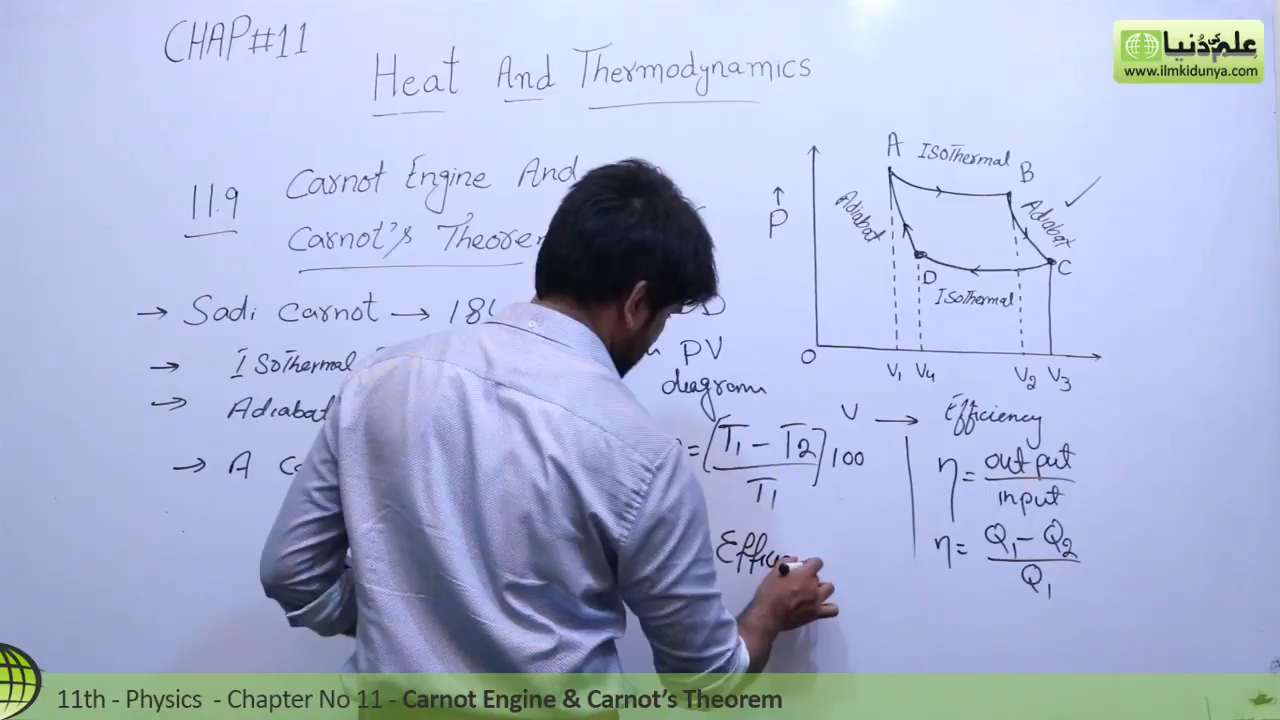 CHAP#11
Heat And Thermodynamics
علم کی دنیا
www.ilmkidunya.com
11.9 Carnot Engine And
Carnot's Theorem
→ Sadi Carnot →
→ Isothermal
→ Adiabat
→ A
PV
diagram
A Isothermal B
Adiabat
Adiabat ✓
↑
P
D C
Isothermal
O
V₁ V₄ V₂ V₃
V → Efficiency
= (T₁ - T₂ / T₁) 100
η = output / input
η = Q₁ - Q₂ / Q₁
11th - Physics - Chapter No 11 - Carnot Engine & Carnot's Theorem